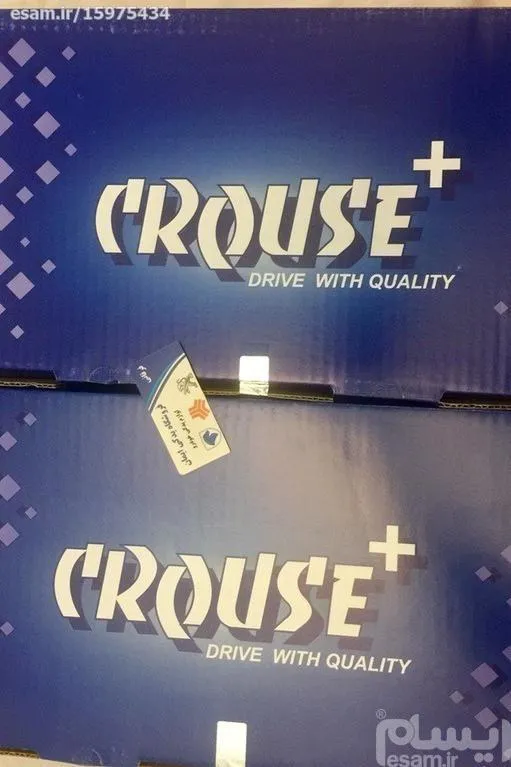 esam.ir/15975434
CROUSE+
DRIVE WITH QUALITY
CROUSE+
DRIVE WITH QUALITY
ایسام®
esam.ir